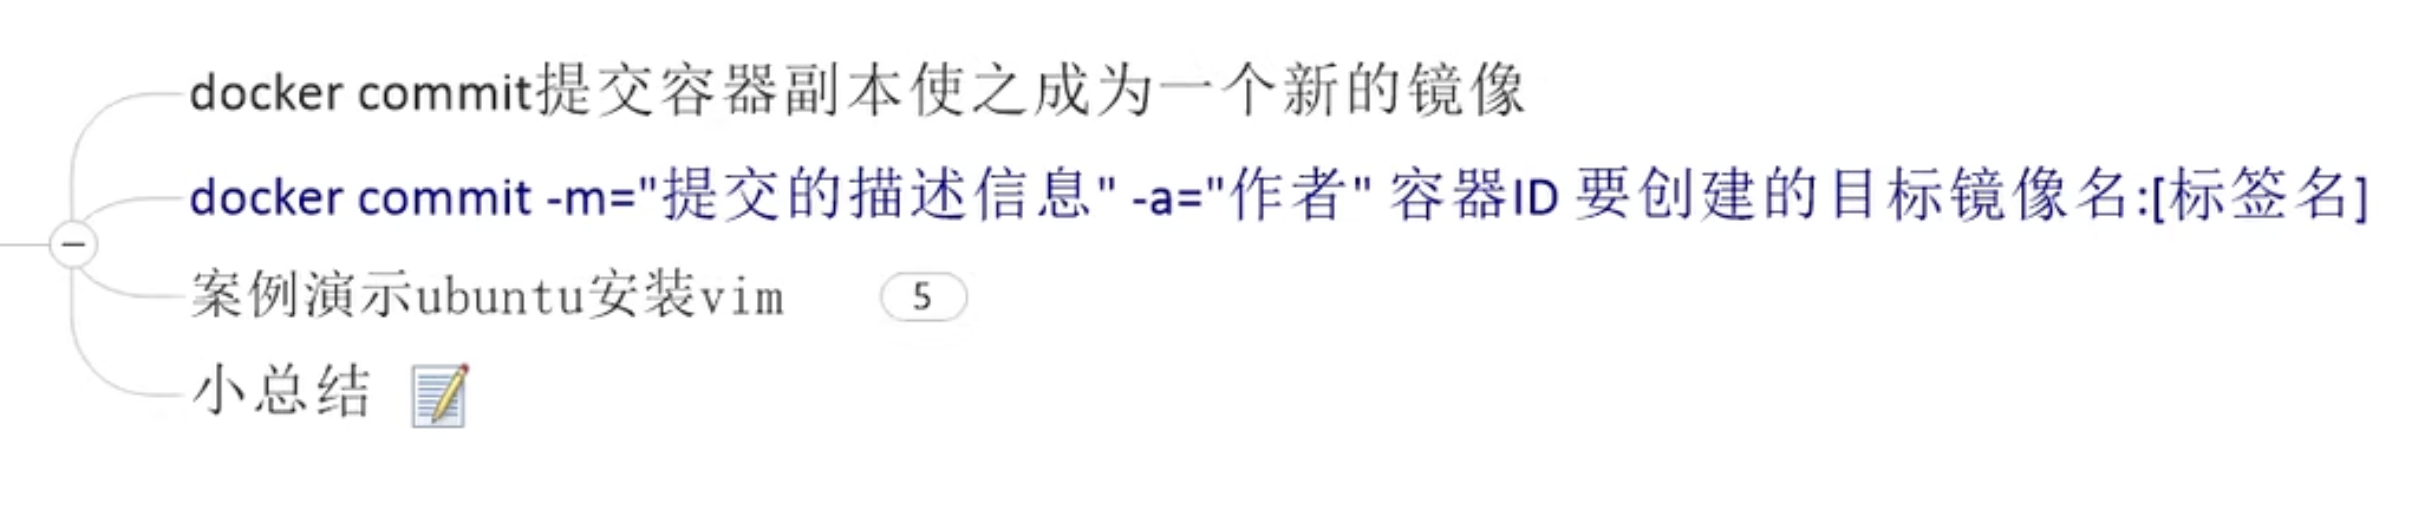 docker commit提交容器副本使之成为一个新的镜像
docker commit -m="提交的描述信息" -a="作者" 容器ID 要创建的目标镜像名:[标签名]
案例演示ubuntu安装vim 5
小总结